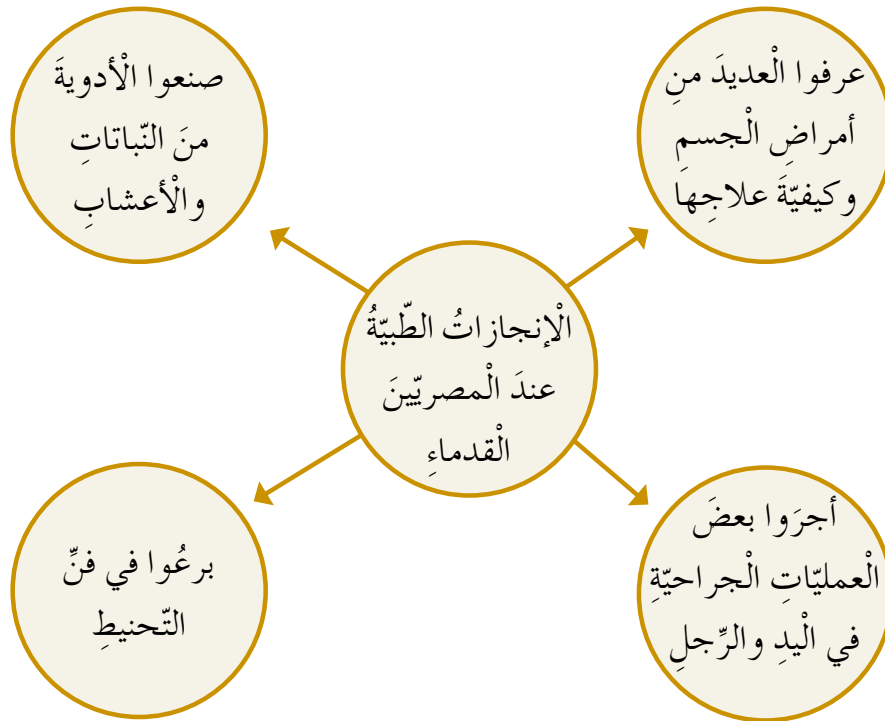 عرفوا الْعديدَ منِ
أمراضِ الْجسمِ
وكيفيّةَ علاجِها
صنعوا الْأدويةَ
منَ النّباتاتِ
والْأعشابِ
الْإنجازاتُ الطّبيّةُ
عندَ الْمصريّينَ
الْقدماءِ
أجرَوا بعضَ
الْعمليّاتِ الْجراحيّةِ
في الْيدِ والرِّجلِ
برعُوا في فنِّ
التّحنيطِ